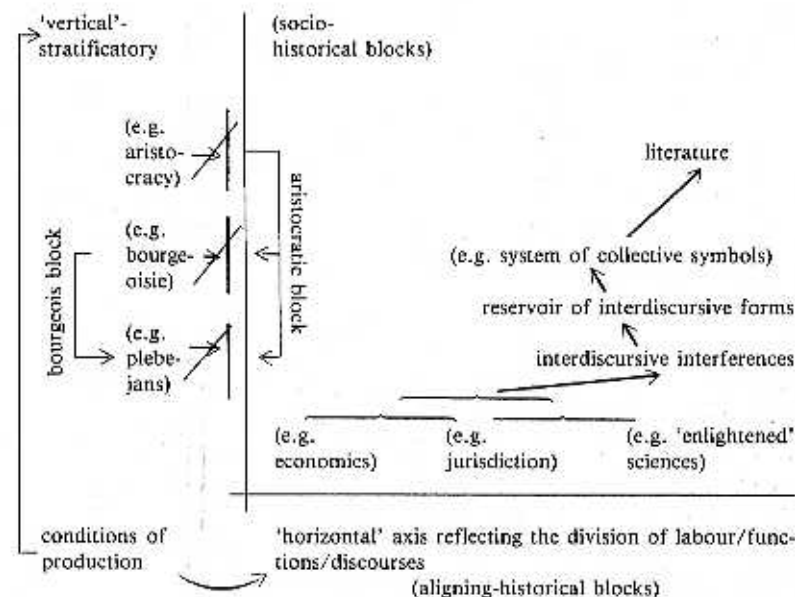 'vertical'-
stratificatory
(socio-
historical blocks)
(e.g.
aristo-
cracy)
(e.g.
bourge-
oisie)
(e.g.
plebe-
jans)
bourgeois block
aristocratic block
literature
(e.g. system of collective symbols)
reservoir of interdiscursive forms
interdiscursive interferences
(e.g.
economics)
(e.g.
jurisdiction)
(e.g. 'enlightened'
sciences)
conditions of
production
'horizontal' axis reflecting the division of labour/func-
tions/discourses
(aligning-historical blocks)